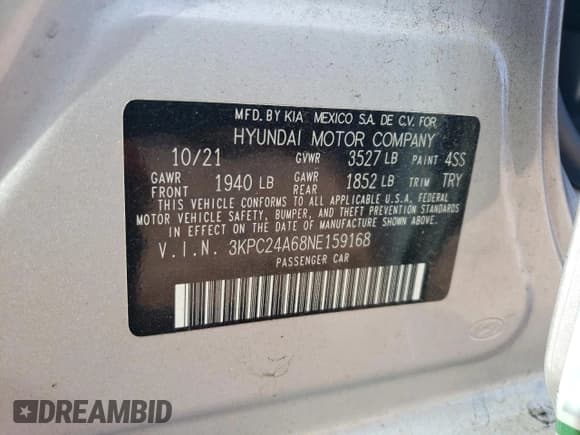 MFD. BY KIA MEXICO S.A. DE C.V. FOR
HYUNDAI MOTOR COMPANY
10/21 GVWR 3527 LB PAINT 4SS
GAWR FRONT 1940 LB GAWR REAR 1852 LB TRIM TRY
THIS VEHICLE CONFORMS TO ALL APPLICABLE U.S.A. FEDERAL
MOTOR VEHICLE SAFETY, BUMPER, AND THEFT PREVENTION STANDARDS
IN EFFECT ON THE DATE OF MANUFACTURE SHOWN ABOVE.
V.I.N. 3KPC24A68NE159168
PASSENGER CAR
DREAMBID